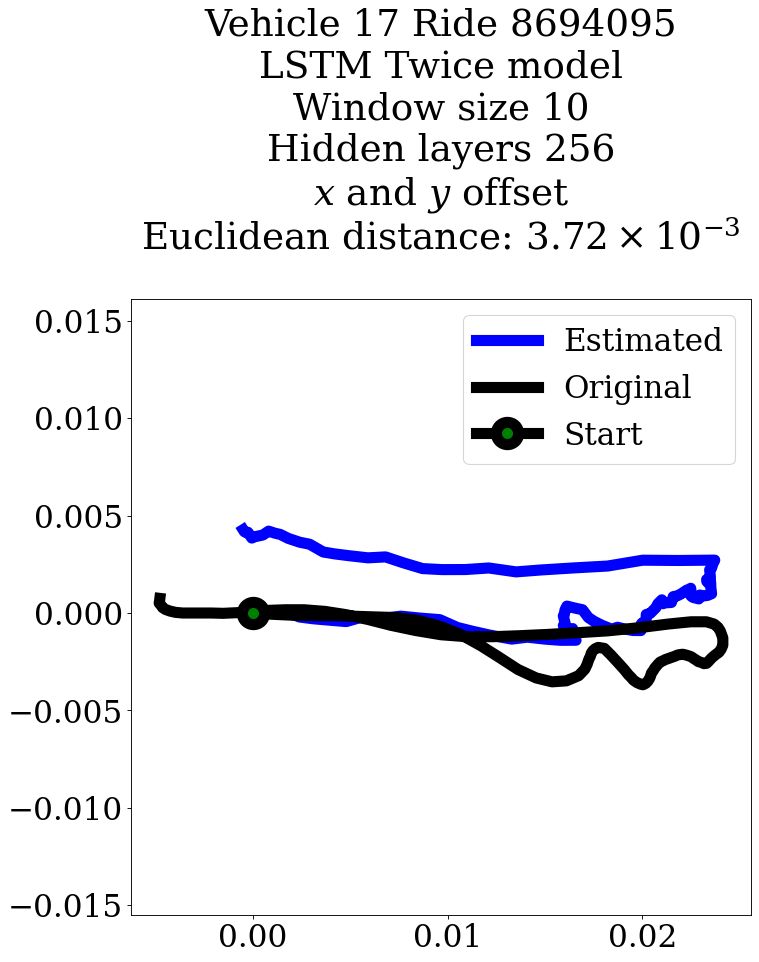 Vehicle 17 Ride 8694095
LSTM Twice model
Window size 10
Hidden layers 256
x and y offset
Euclidean distance: 3.72 × 10⁻³
Estimated
Original
Start
0.015
0.010
0.005
0.000
−0.005
−0.010
−0.015
0.00 0.01 0.02